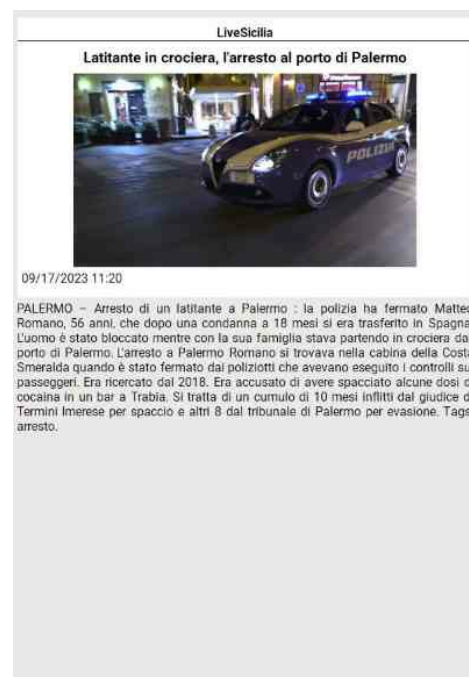 LiveSicilia
Latitante in crociera, l'arresto al porto di Palermo
POLIZIA
09/17/2023 11:20
PALERMO – Arresto di un latitante a Palermo : la polizia ha fermato Matteo
Romano, 56 anni, che dopo una condanna a 18 mesi si era trasferito in Spagna.
L'uomo è stato bloccato mentre con la sua famiglia stava partendo in crociera dal
porto di Palermo. L'arresto a Palermo Romano si trovava nella cabina della Costa
Smeralda quando è stato fermato dai poliziotti che avevano eseguito i controlli sui
passeggeri. Era ricercato dal 2018. Era accusato di avere spacciato alcune dosi di
cocaina in un bar a Trabia. Si tratta di un cumulo di 10 mesi inflitti dal giudice di
Termini Imerese per spaccio e altri 8 dal tribunale di Palermo per evasione. Tags:
arresto.